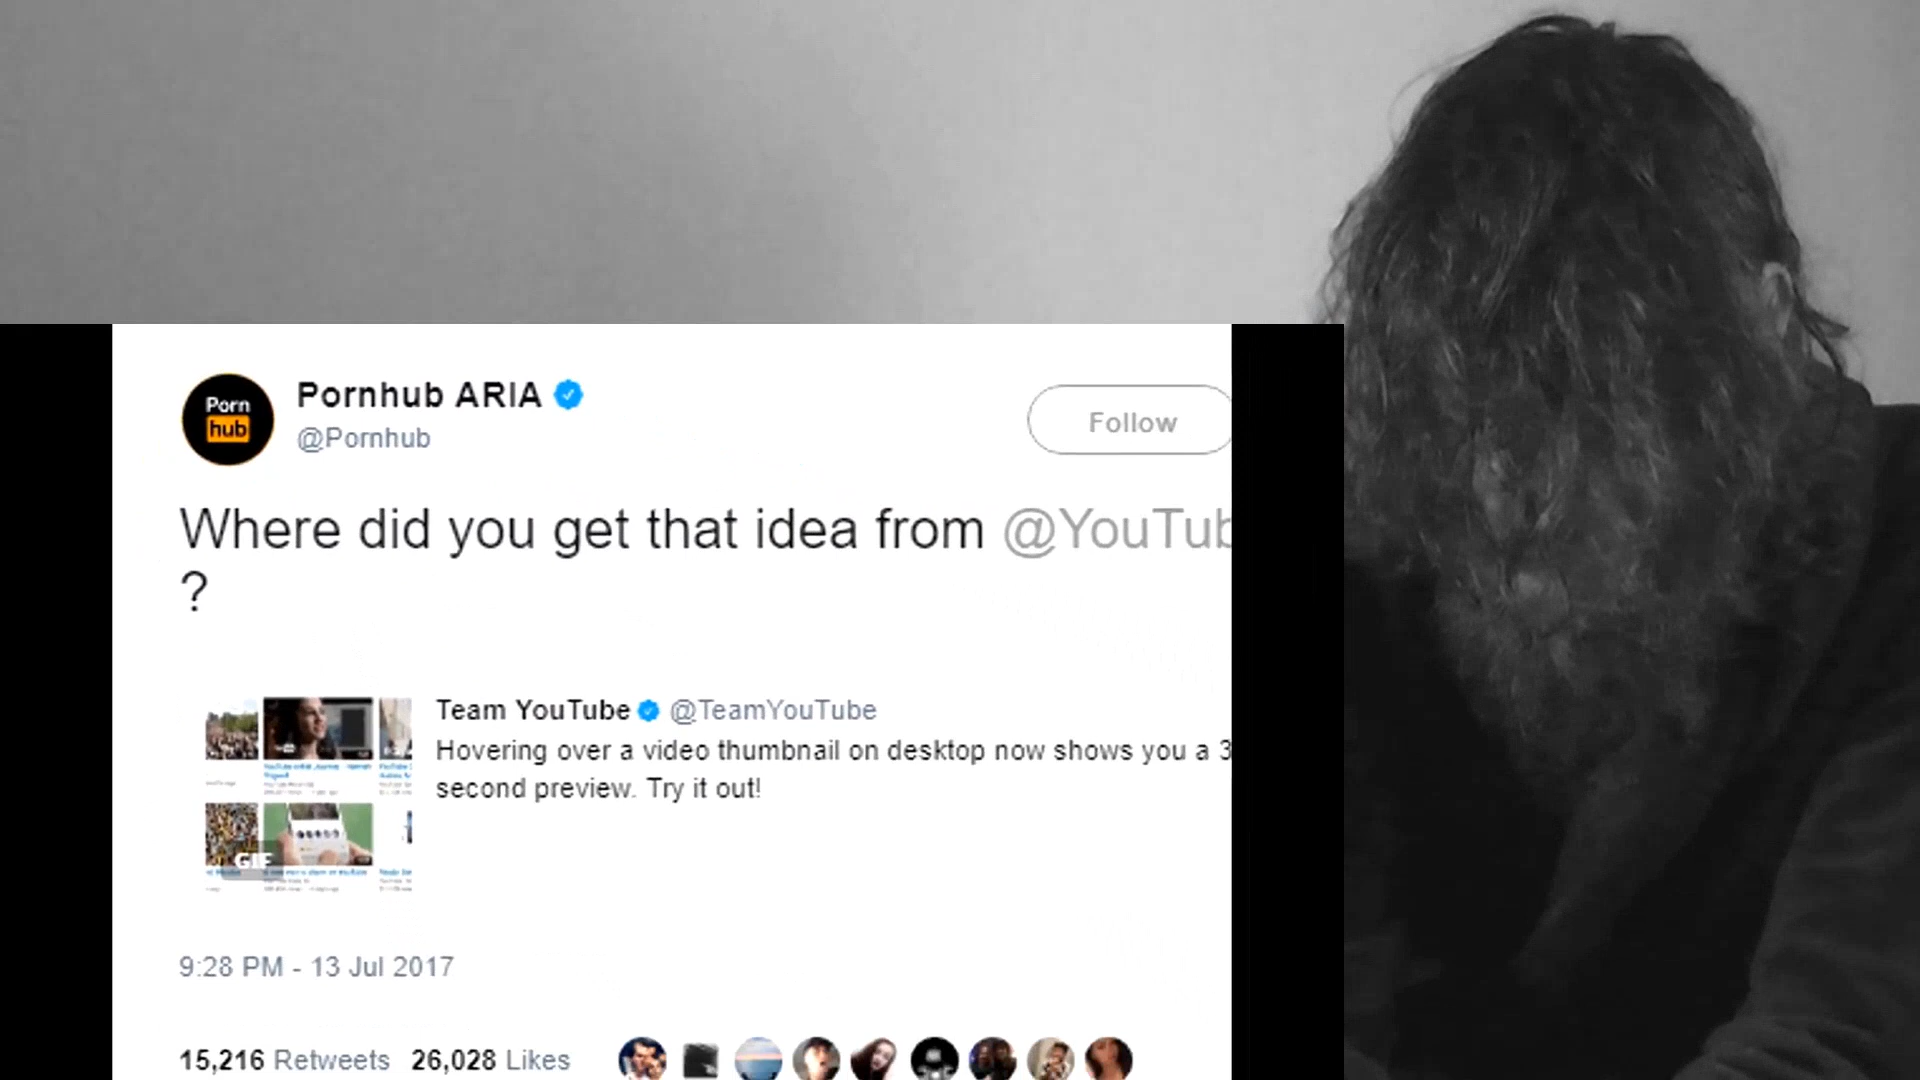 Porn
hub
Pornhub ARIA
@Pornhub
Follow
Where did you get that idea from @YouTub
?
Team YouTube @TeamYouTube
Hovering over a video thumbnail on desktop now shows you a 3
second preview. Try it out!
GIF
9:28 PM - 13 Jul 2017
15,216 Retweets 26,028 Likes